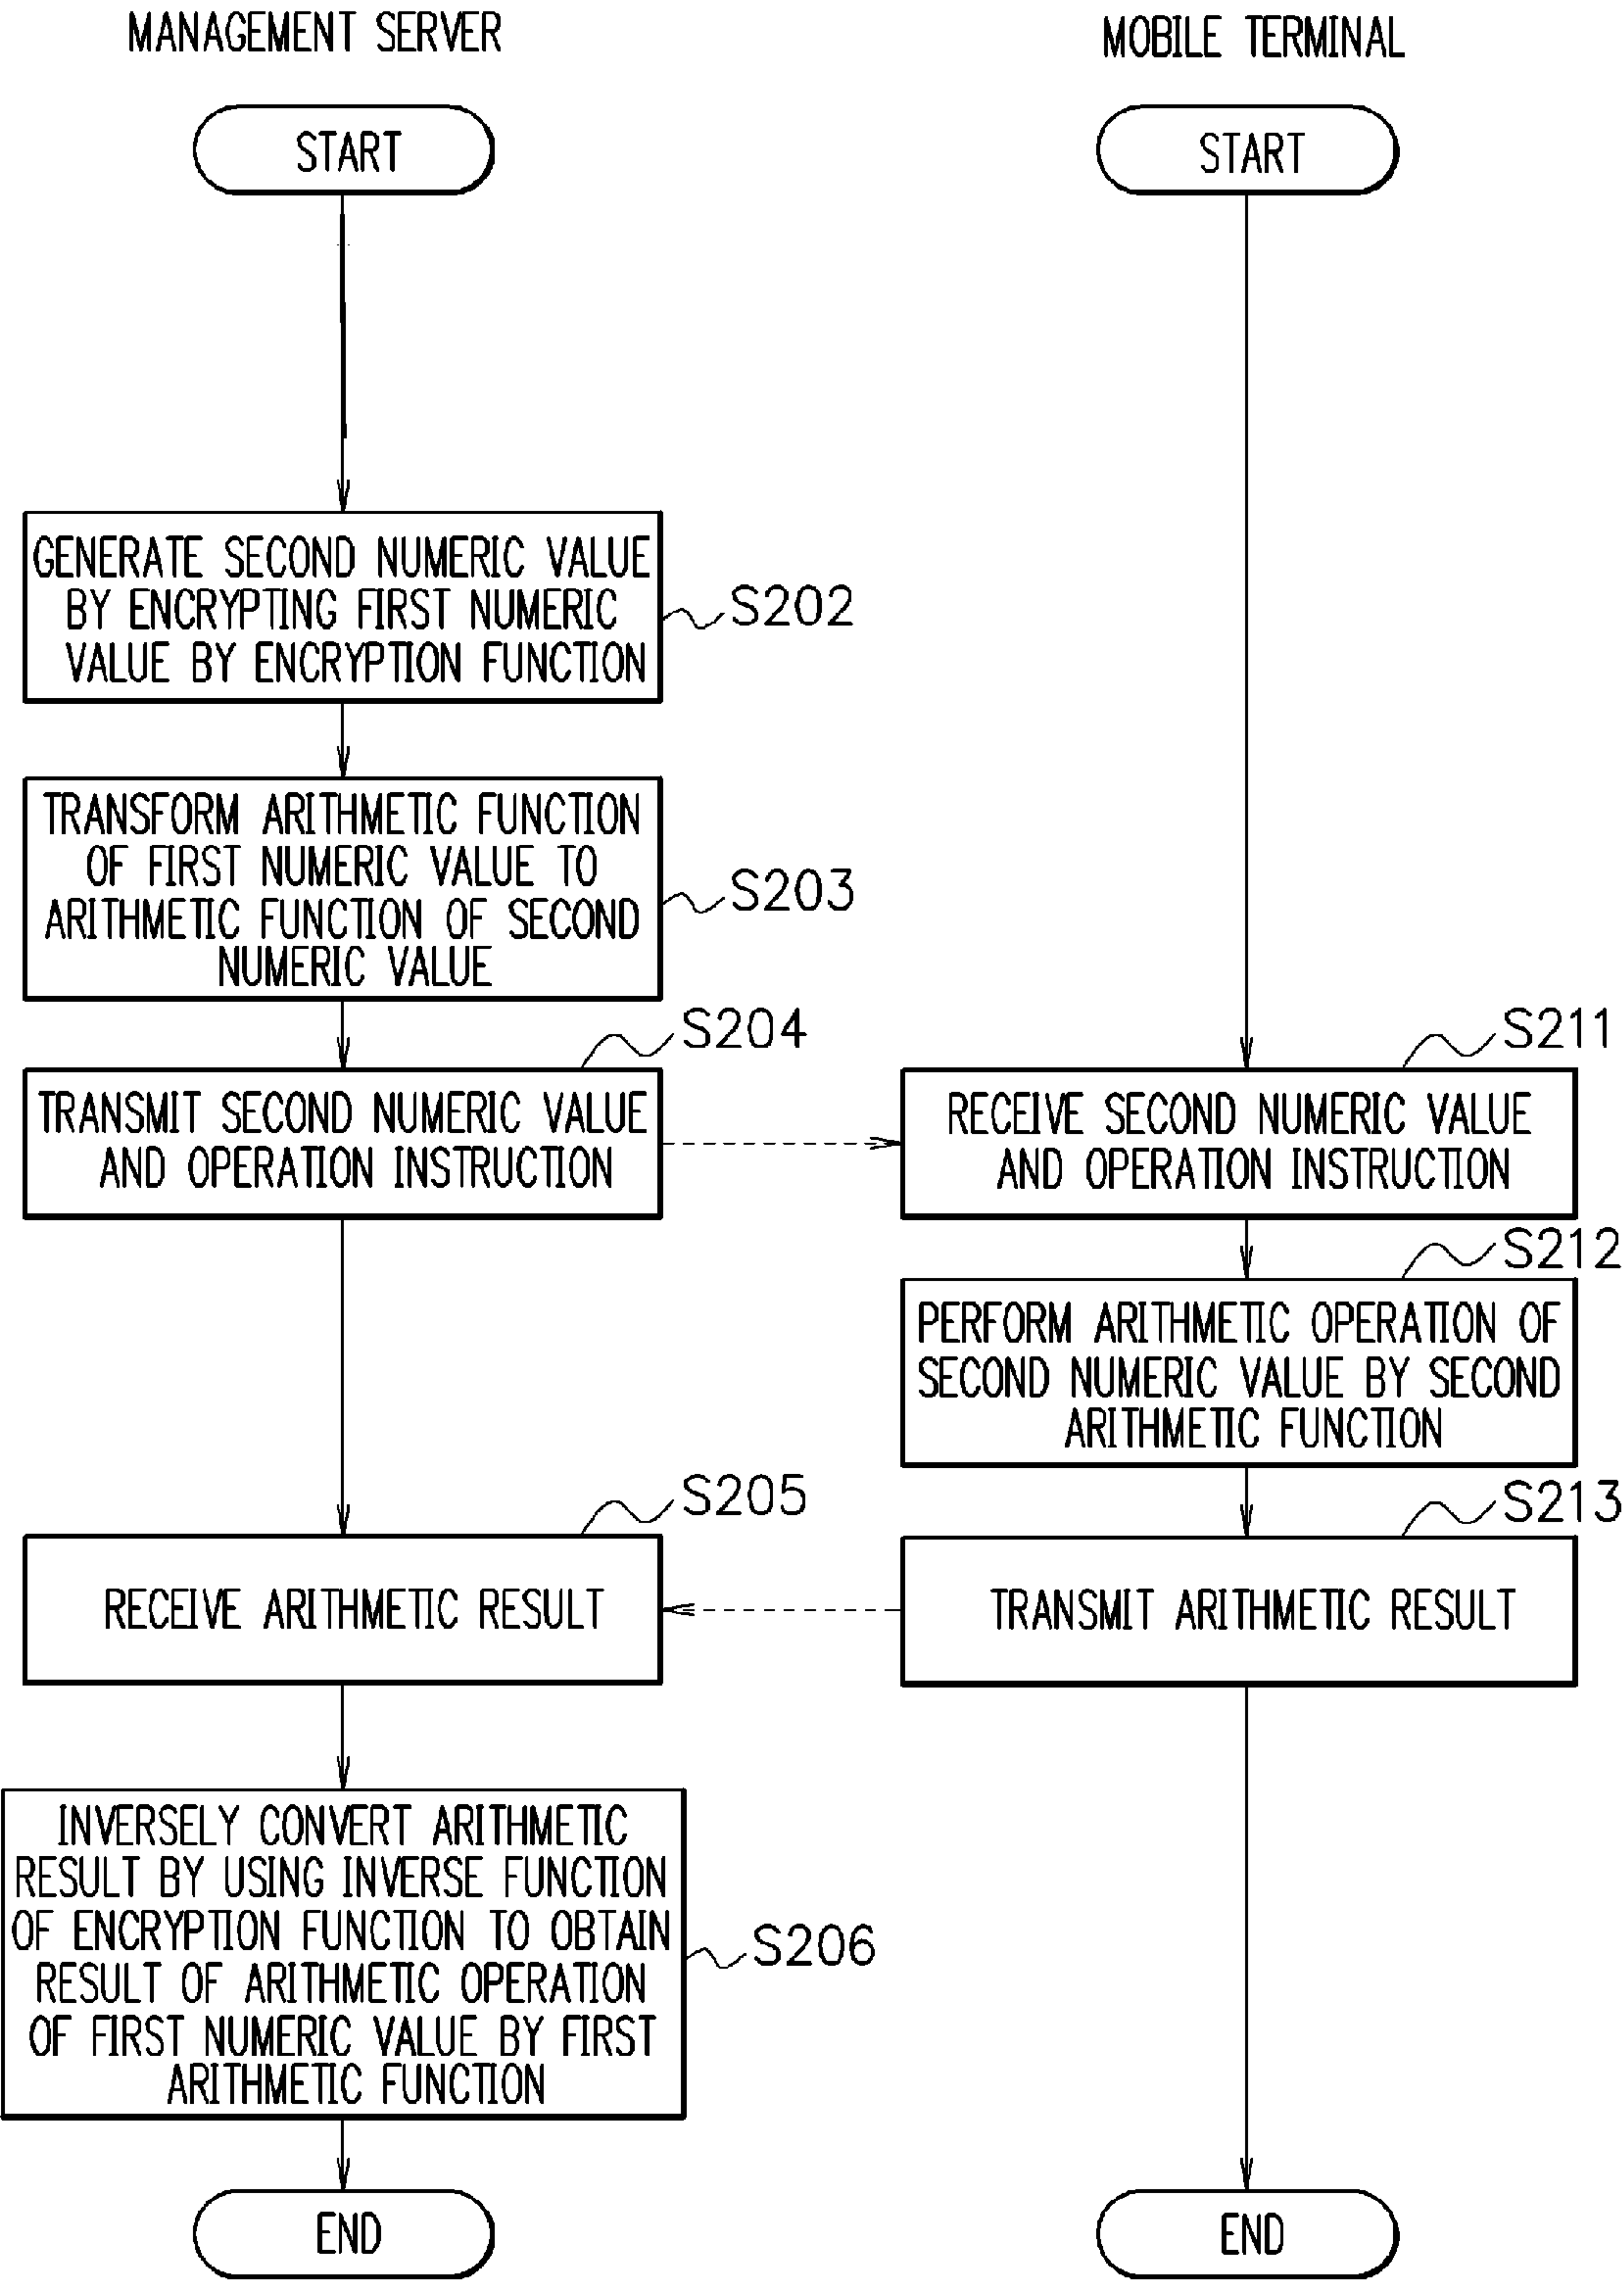 MANAGEMENT SERVER
MOBILE TERMINAL
START
START
GENERATE SECOND NUMERIC VALUE
BY ENCRYPTING FIRST NUMERIC
VALUE BY ENCRYPTION FUNCTION
S202
TRANSFORM ARITHMETIC FUNCTION
OF FIRST NUMERIC VALUE TO
ARITHMETIC FUNCTION OF SECOND
NUMERIC VALUE
S203
S204
TRANSMIT SECOND NUMERIC VALUE
AND OPERATION INSTRUCTION
S211
RECEIVE SECOND NUMERIC VALUE
AND OPERATION INSTRUCTION
S212
PERFORM ARITHMETIC OPERATION OF
SECOND NUMERIC VALUE BY SECOND
ARITHMETIC FUNCTION
S205
RECEIVE ARITHMETIC RESULT
S213
TRANSMIT ARITHMETIC RESULT
INVERSELY CONVERT ARITHMETIC
RESULT BY USING INVERSE FUNCTION
OF ENCRYPTION FUNCTION TO OBTAIN
RESULT OF ARITHMETIC OPERATION
OF FIRST NUMERIC VALUE BY FIRST
ARITHMETIC FUNCTION
S206
END
END